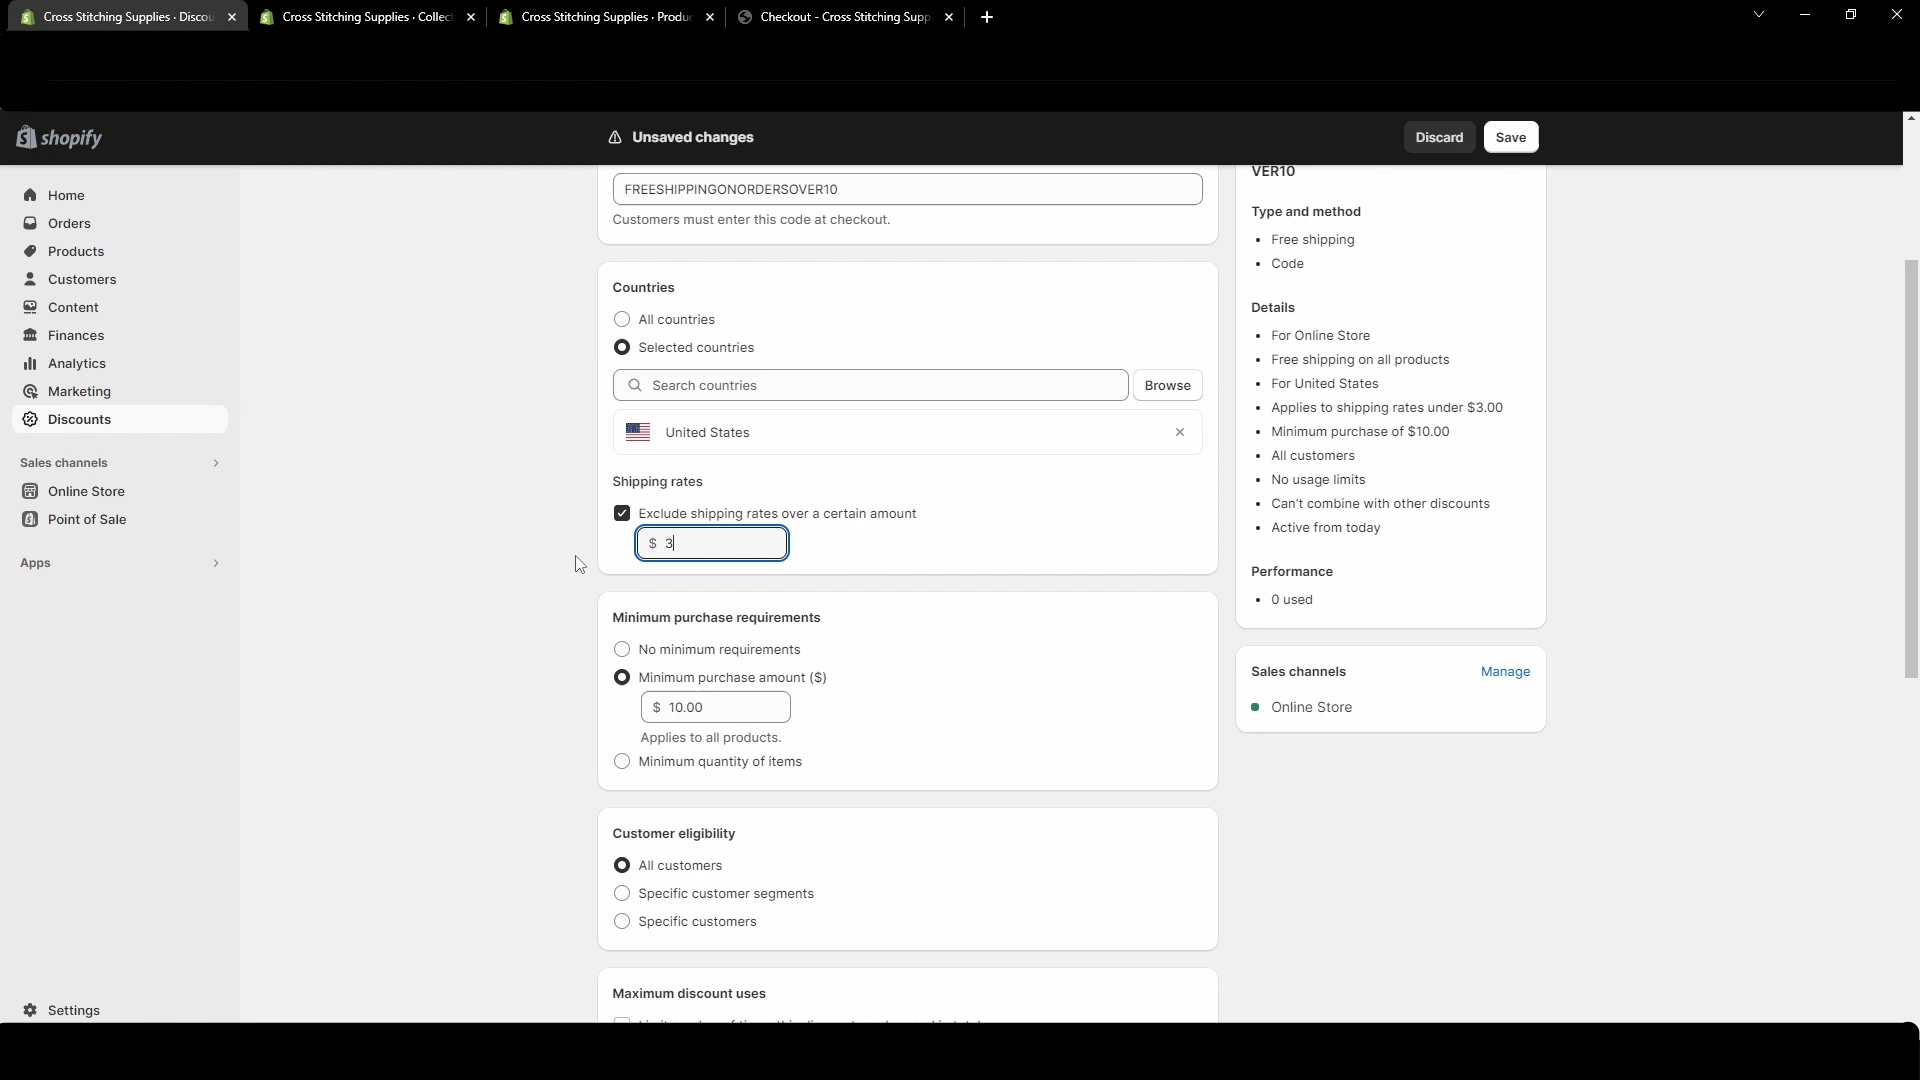 Cross Stitching Supplies · Discou
Cross Stitching Supplies · Collect
Cross Stitching Supplies · Produc
Checkout - Cross Stitching Supp
shopify
Unsaved changes
Discard
Save
Home
Orders
Products
Customers
Content
Finances
Analytics
Marketing
Discounts
Sales channels
Online Store
Point of Sale
Apps
Settings
FREESHIPPINGONORDERSOVER10
Customers must enter this code at checkout.
Countries
All countries
Selected countries
Search countries
Browse
United States
Shipping rates
Exclude shipping rates over a certain amount
$ 3
Minimum purchase requirements
No minimum requirements
Minimum purchase amount ($)
$ 10.00
Applies to all products.
Minimum quantity of items
Customer eligibility
All customers
Specific customer segments
Specific customers
Maximum discount uses
VER10
Type and method
• Free shipping
• Code
Details
• For Online Store
• Free shipping on all products
• For United States
• Applies to shipping rates under $3.00
• Minimum purchase of $10.00
• All customers
• No usage limits
• Can't combine with other discounts
• Active from today
Performance
• 0 used
Sales channels
Manage
Online Store